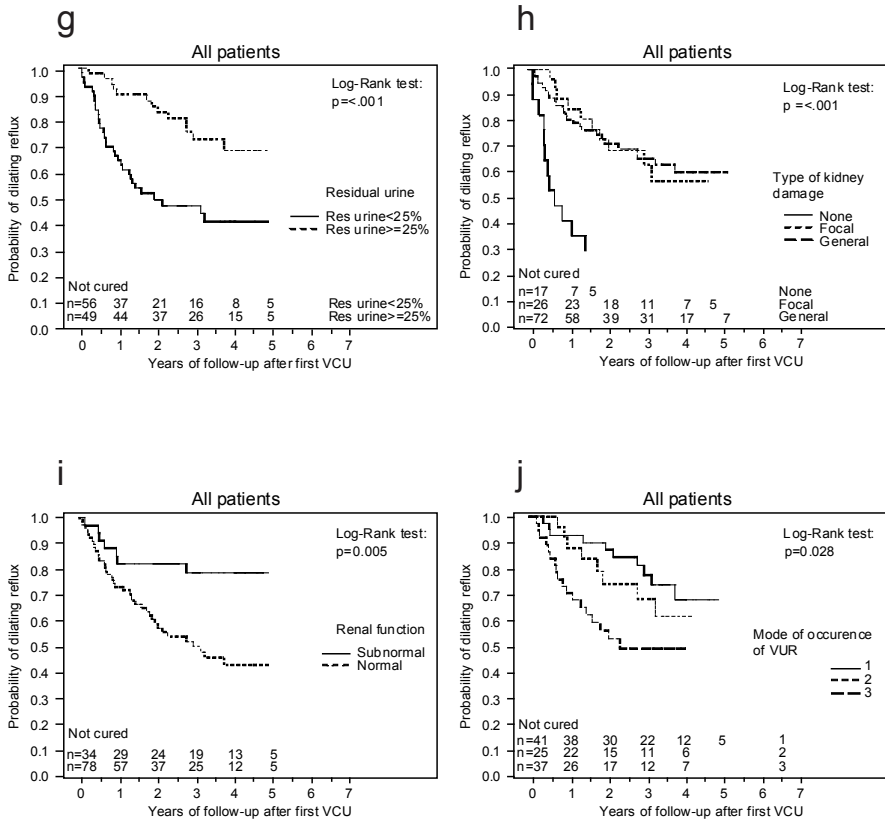 g
All patients
1.0
0.9
0.8
0.7
0.6
0.5
0.4
0.3
0.2
0.1
0.0
Probability of dilating reflux
Log-Rank test:
p=<.001
Residual urine
Res urine<25%
Res urine>=25%
Not cured
n=56 37 21 16 8 5 Res urine<25%
n=49 44 37 26 15 5 Res urine>=25%
0 1 2 3 4 5 6 7
Years of follow-up after first VCU
h
All patients
1.0
0.9
0.8
0.7
0.6
0.5
0.4
0.3
0.2
0.1
0.0
Probability of dilating reflux
Log-Rank test:
p=<.001
Type of kidney
damage
None
Focal
General
Not cured
n=17 7 5 None
n=26 23 18 11 7 5 Focal
n=72 58 39 31 17 7 General
0 1 2 3 4 5 6 7
Years of follow-up after first VCU
i
All patients
1.0
0.9
0.8
0.7
0.6
0.5
0.4
0.3
0.2
0.1
0.0
Probability of dilating reflux
Log-Rank test:
p=0.005
Renal function
Subnormal
Normal
Not cured
n=34 29 24 19 13 5
n=78 57 37 25 12 5
0 1 2 3 4 5 6 7
Years of follow-up after first VCU
j
All patients
1.0
0.9
0.8
0.7
0.6
0.5
0.4
0.3
0.2
0.1
0.0
Probability of dilating reflux
Log-Rank test:
p=0.028
Mode of occurence
of VUR
1
2
3
Not cured
n=41 38 30 22 12 5 1
n=25 22 15 11 6 2
n=37 26 17 12 7 3
0 1 2 3 4 5 6 7
Years of follow-up after first VCU